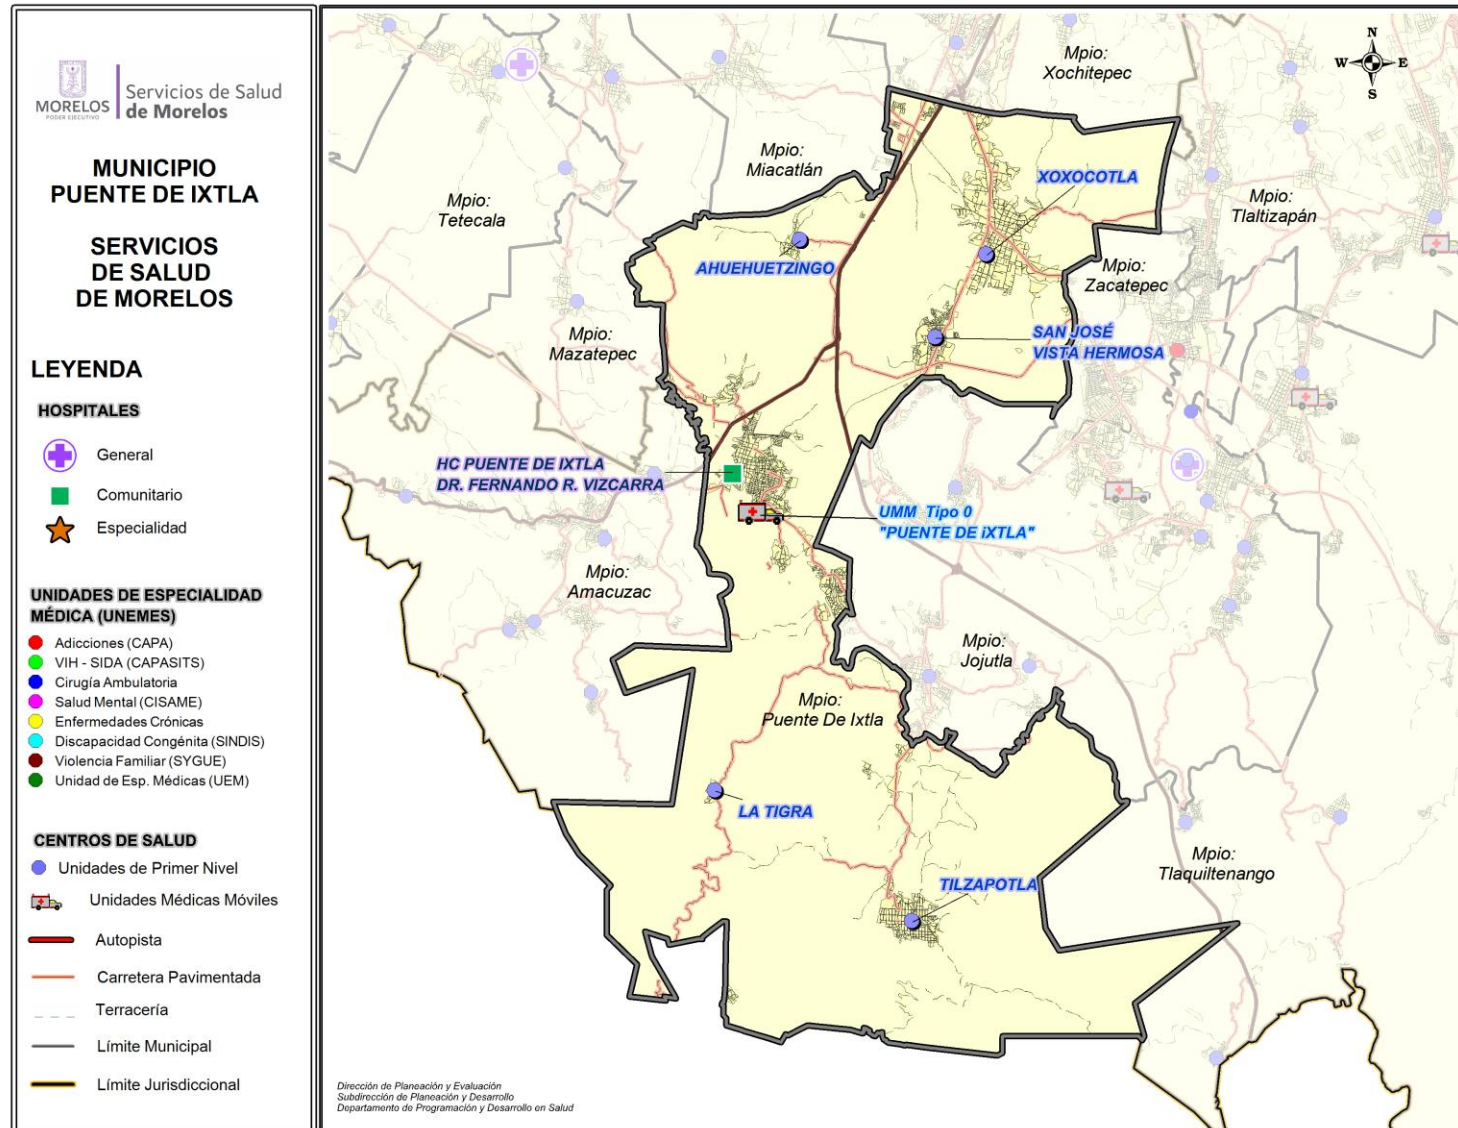 MORELOS
PODER EJECUTIVO
Servicios de Salud
de Morelos
MUNICIPIO
PUENTE DE IXTLA
SERVICIOS
DE SALUD
DE MORELOS
LEYENDA
HOSPITALES
General
Comunitario
Especialidad
UNIDADES DE ESPECIALIDAD
MÉDICA (UNEMES)
Adicciones (CAPA)
VIH - SIDA (CAPASITS)
Cirugía Ambulatoria
Salud Mental (CISAME)
Enfermedades Crónicas
Discapacidad Congénita (SINDIS)
Violencia Familiar (SYGUE)
Unidad de Esp. Médicas (UEM)
CENTROS DE SALUD
Unidades de Primer Nivel
Unidades Médicas Móviles
Autopista
Carretera Pavimentada
Terracería
Límite Municipal
Límite Jurisdiccional
N
W
E
S
Mpio:
Xochitepec
Mpio:
Miacatlán
Mpio:
Tetecala
XOXOCOTLA
Mpio:
Tlaltizapán
AHUEHUETZINGO
Mpio:
Zacatepec
Mpio:
Mazatepec
SAN JOSÉ
VISTA HERMOSA
HC PUENTE DE IXTLA
DR. FERNANDO R. VIZCARRA
UMM Tipo 0
"PUENTE DE iXTLA"
Mpio:
Amacuzac
Mpio:
Jojutla
Mpio:
Puente De Ixtla
LA TIGRA
Mpio:
Tlaquiltenango
TILZAPOTLA
Dirección de Planeación y Evaluación
Subdirección de Planeación y Desarrollo
Departamento de Programación y Desarrollo en Salud